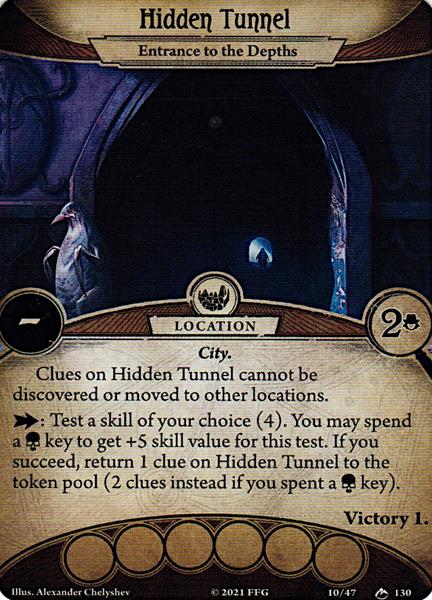 Hidden Tunnel
Entrance to the Depths
-
2
LOCATION
City.
Clues on Hidden Tunnel cannot be
discovered or moved to other locations.
: Test a skill of your choice (4). You may spend
a key to get +5 skill value for this test. If you
succeed, return 1 clue on Hidden Tunnel to the
token pool (2 clues instead if you spent a key).
Victory 1.
Illus. Alexander Chelyshev © 2021 FFG 10/47 130